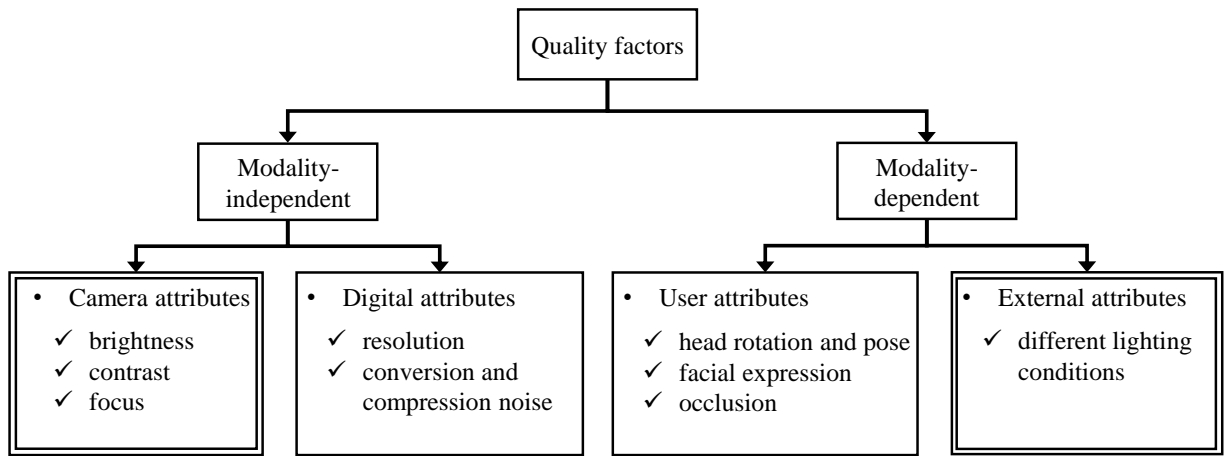 Quality factors
Modality-
independent
Modality-
dependent
• Camera attributes
✓ brightness
✓ contrast
✓ focus
• Digital attributes
✓ resolution
✓ conversion and
compression noise
• User attributes
✓ head rotation and pose
✓ facial expression
✓ occlusion
• External attributes
✓ different lighting
conditions